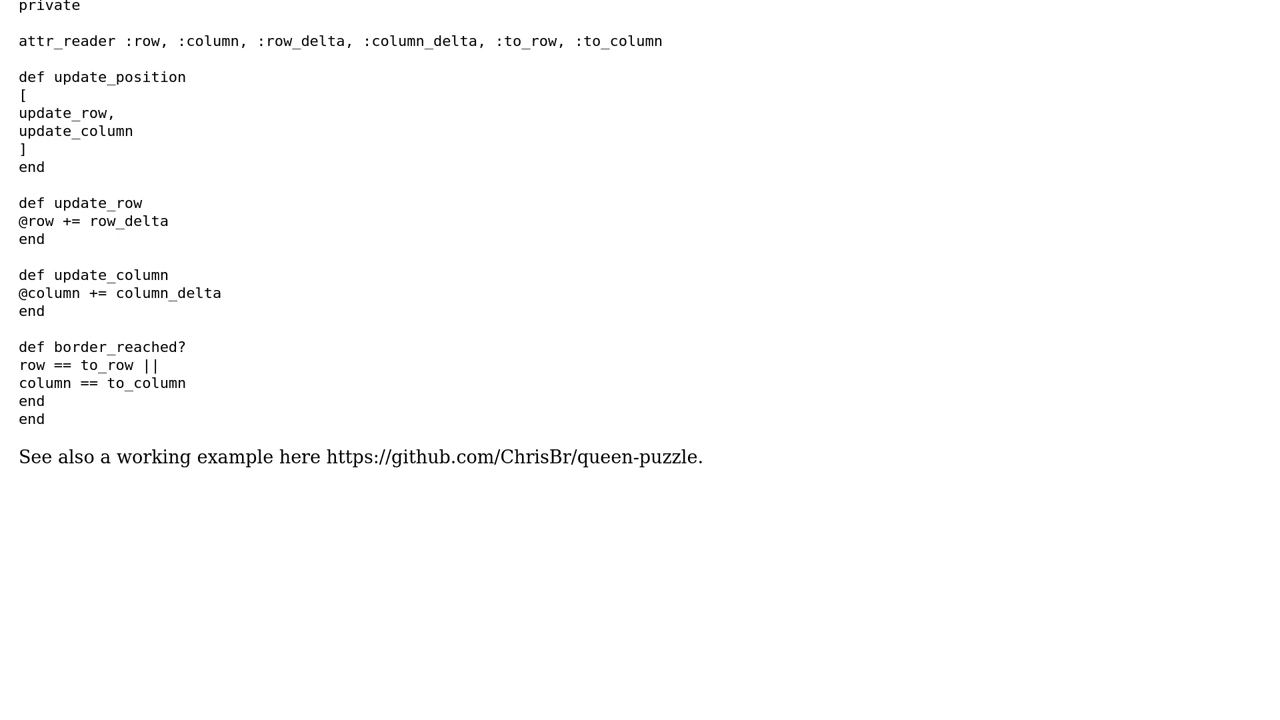 private
attr_reader :row, :column, :row_delta, :column_delta, :to_row, :to_column
def update_position
[
update_row,
update_column
]
end
def update_row
@row += row_delta
end
def update_column
@column += column_delta
end
def border_reached?
row == to_row ||
column == to_column
end
end
See also a working example here https://github.com/ChrisBr/queen-puzzle.